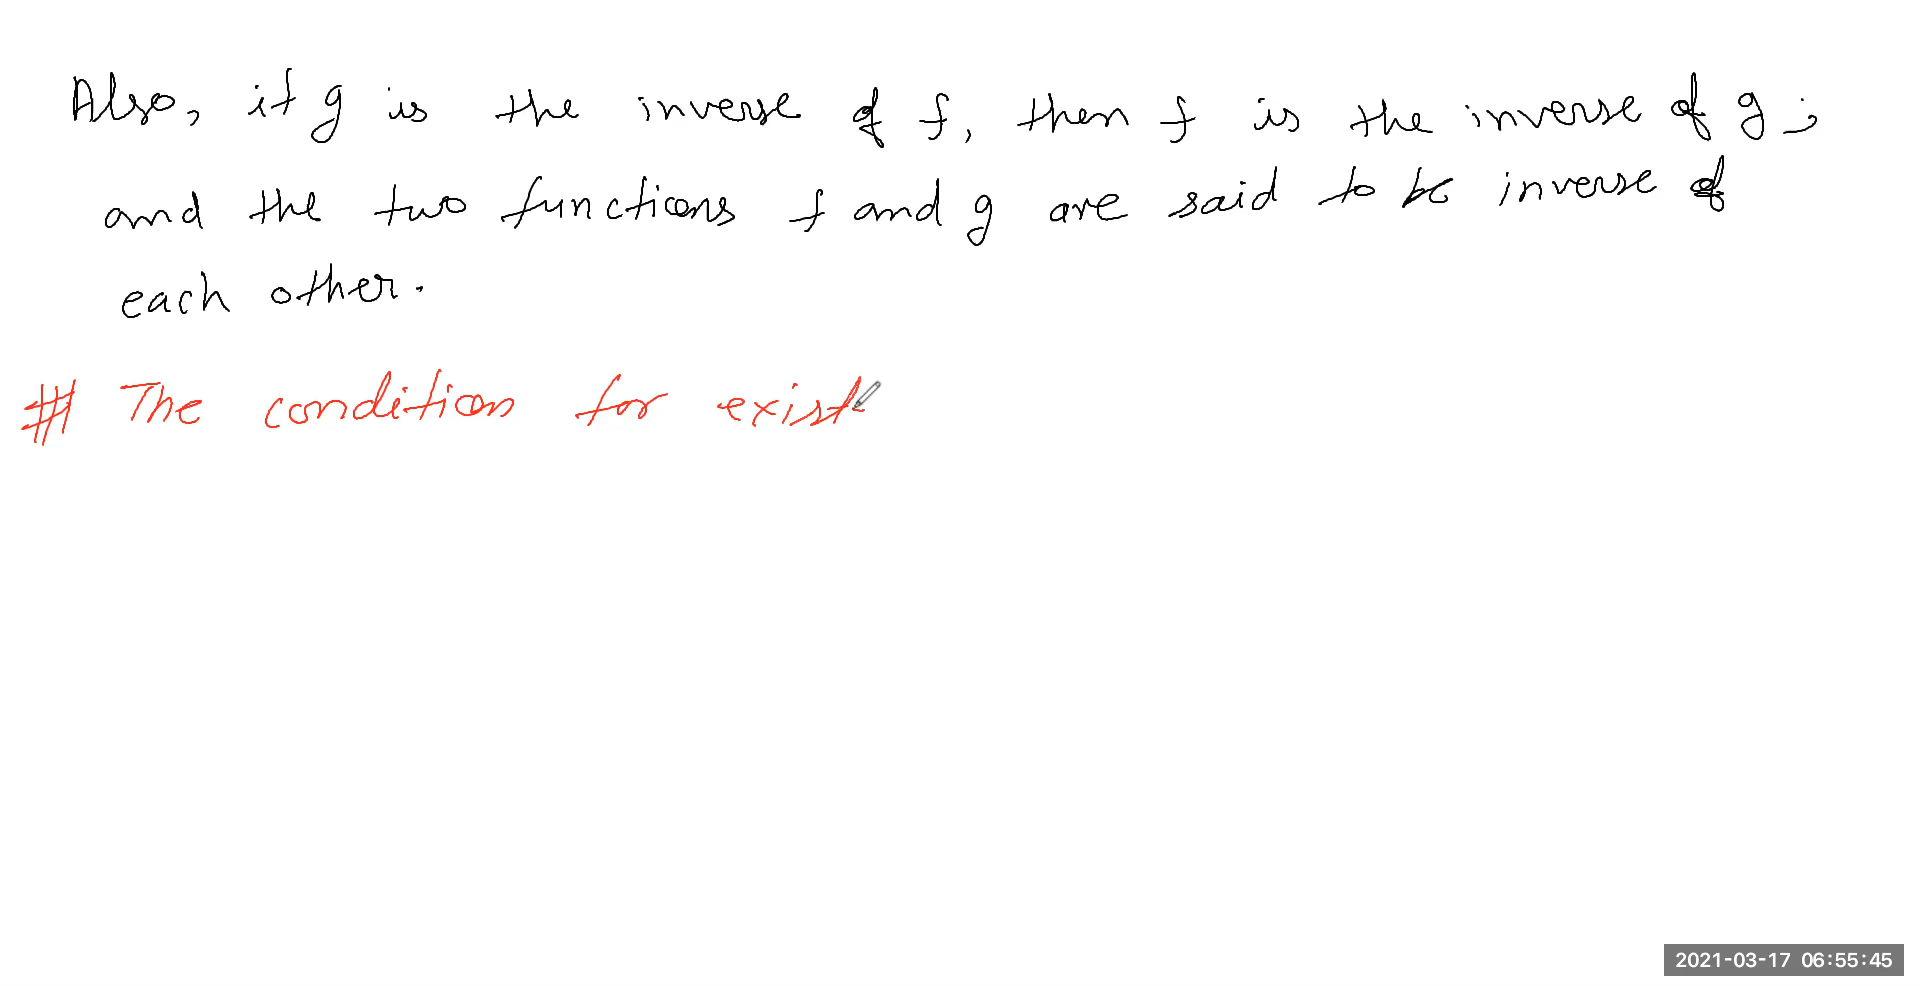 Also, if g is the inverse of f, then f is the inverse of g;
and the two functions f and g are said to be inverse of
each other.
# The condition for existe
2021-03-17 06:55:45